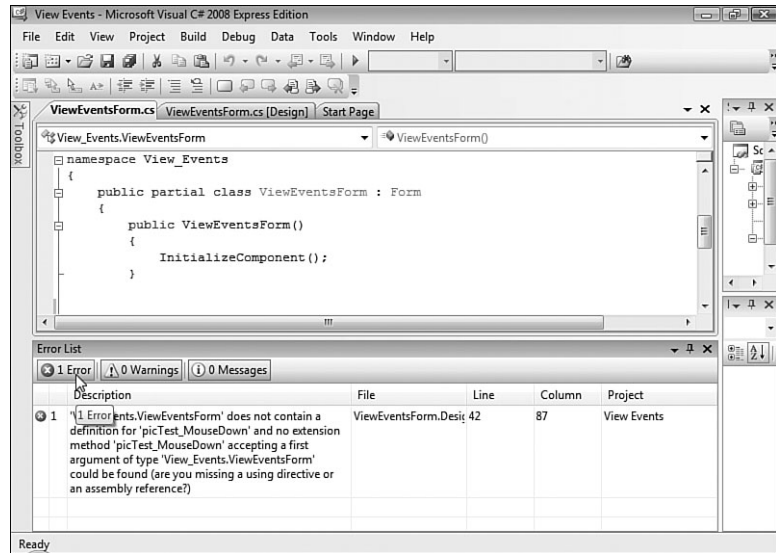 View Events - Microsoft Visual C# 2008 Express Edition
File Edit View Project Build Debug Data Tools Window Help
Toolbox
ViewEventsForm.cs ViewEventsForm.cs [Design] Start Page
View_Events.ViewEventsForm ViewEventsForm()
namespace View_Events
{
public partial class ViewEventsForm : Form
{
public ViewEventsForm()
{
InitializeComponent();
}
Error List
1 Error 0 Warnings 0 Messages
Description File Line Column Project
1 ents.ViewEventsForm' does not contain a ViewEventsForm.Desig 42 87 View Events
1 Error
definition for 'picTest_MouseDown' and no extension
method 'picTest_MouseDown' accepting a first
argument of type 'View_Events.ViewEventsForm'
could be found (are you missing a using directive or
an assembly reference?)
Ready